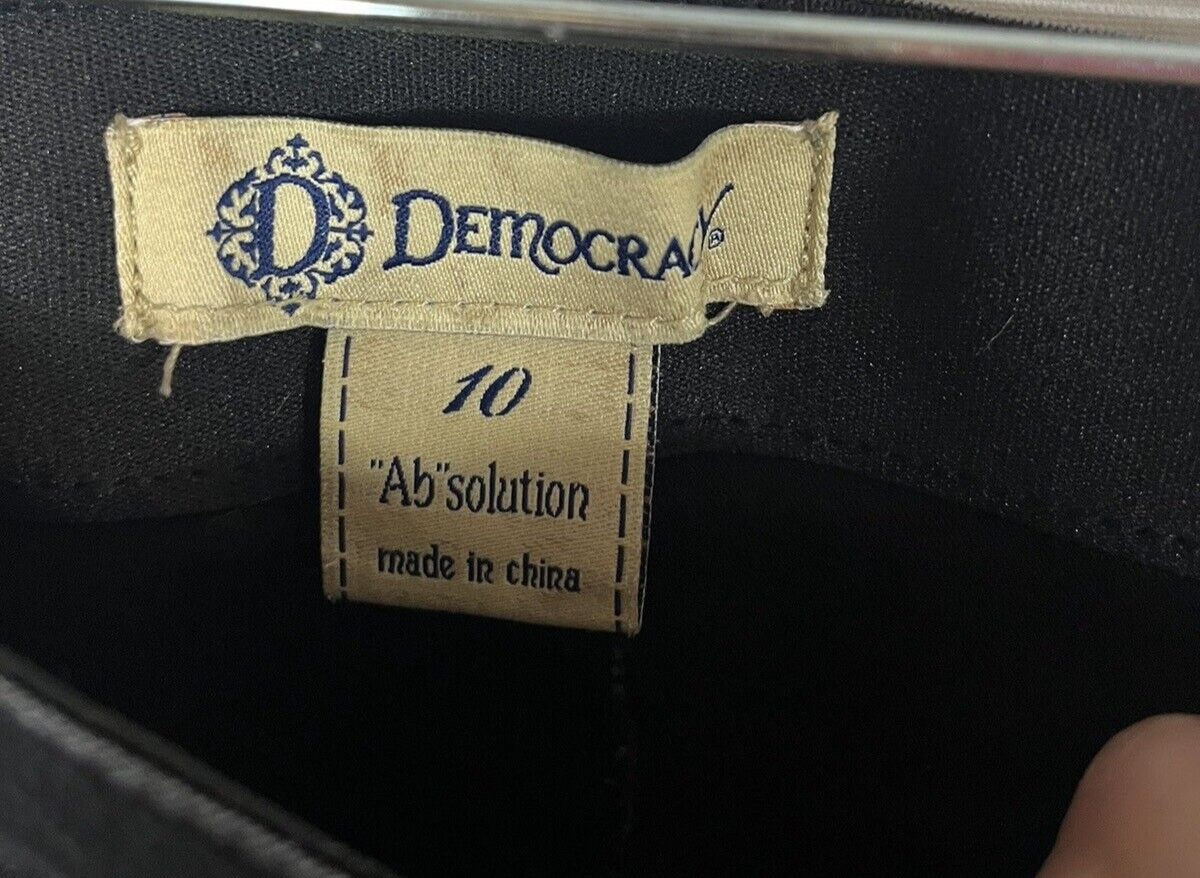 D DEMOCRACY®
10
"Ab"solution
made in china